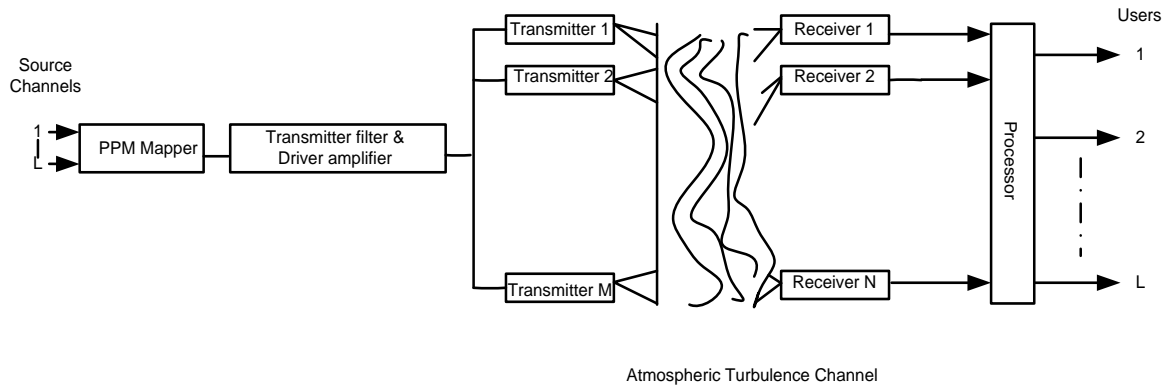 Users
Transmitter 1
Receiver 1
1
Source
Channels
Transmitter 2
Receiver 2
1
L
PPM Mapper
Transmitter filter &
Driver amplifier
Processor
2
Transmitter M
Receiver N
L
Atmospheric Turbulence Channel